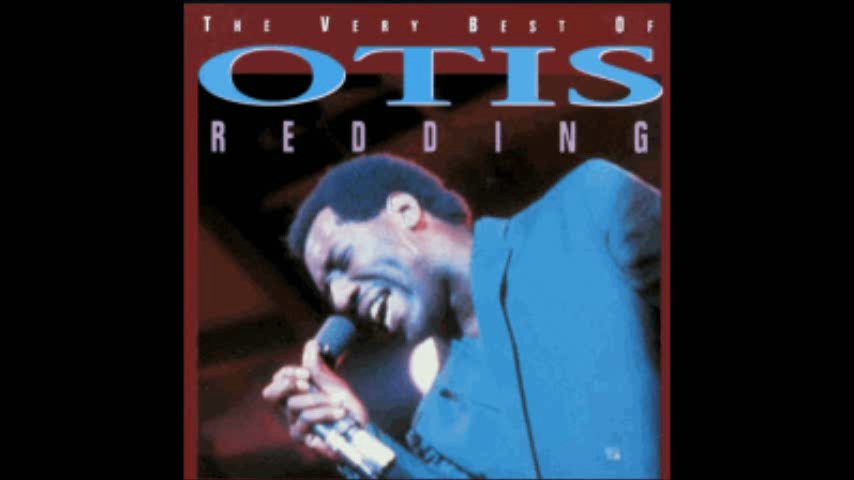 THE VERY BEST OF
OTIS
REDDING